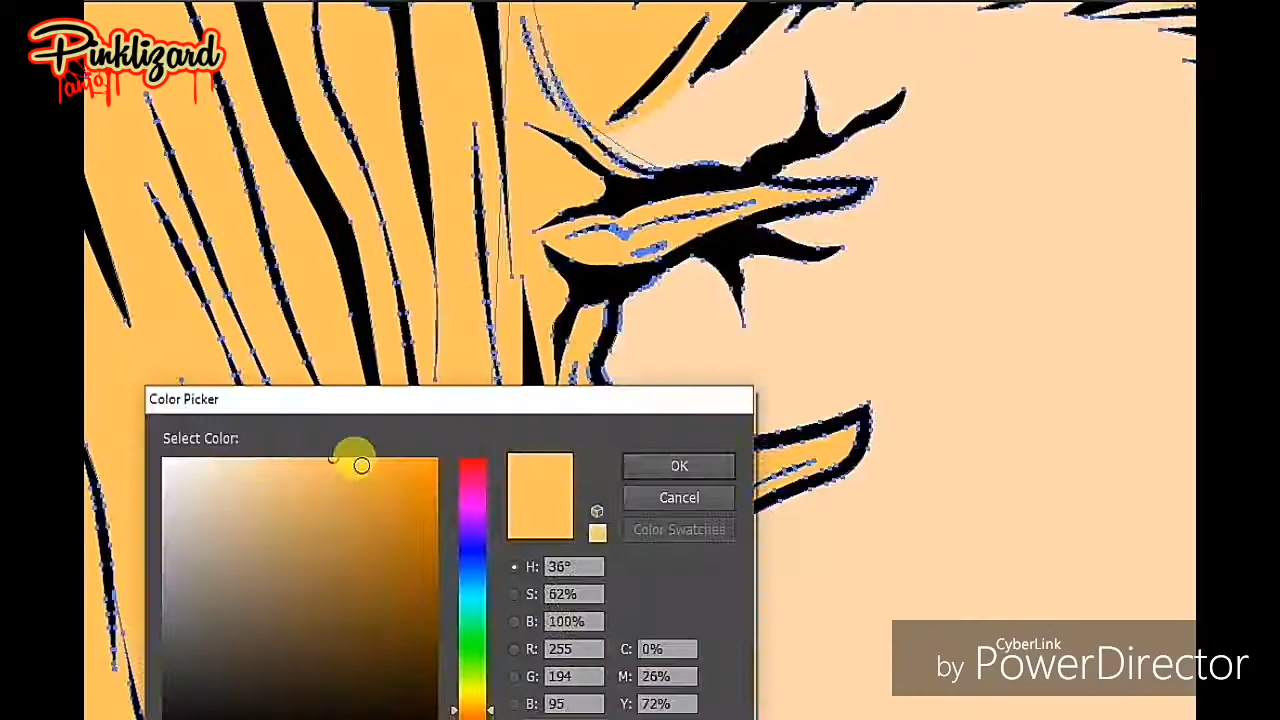 Pinklizard
Color Picker
Select Color:
OK
Cancel
Color Swatches
H: 36°
S: 62%
B: 100%
R: 255 C: 0%
G: 194 M: 26%
B: 95 Y: 72%
CyberLink
by PowerDirector